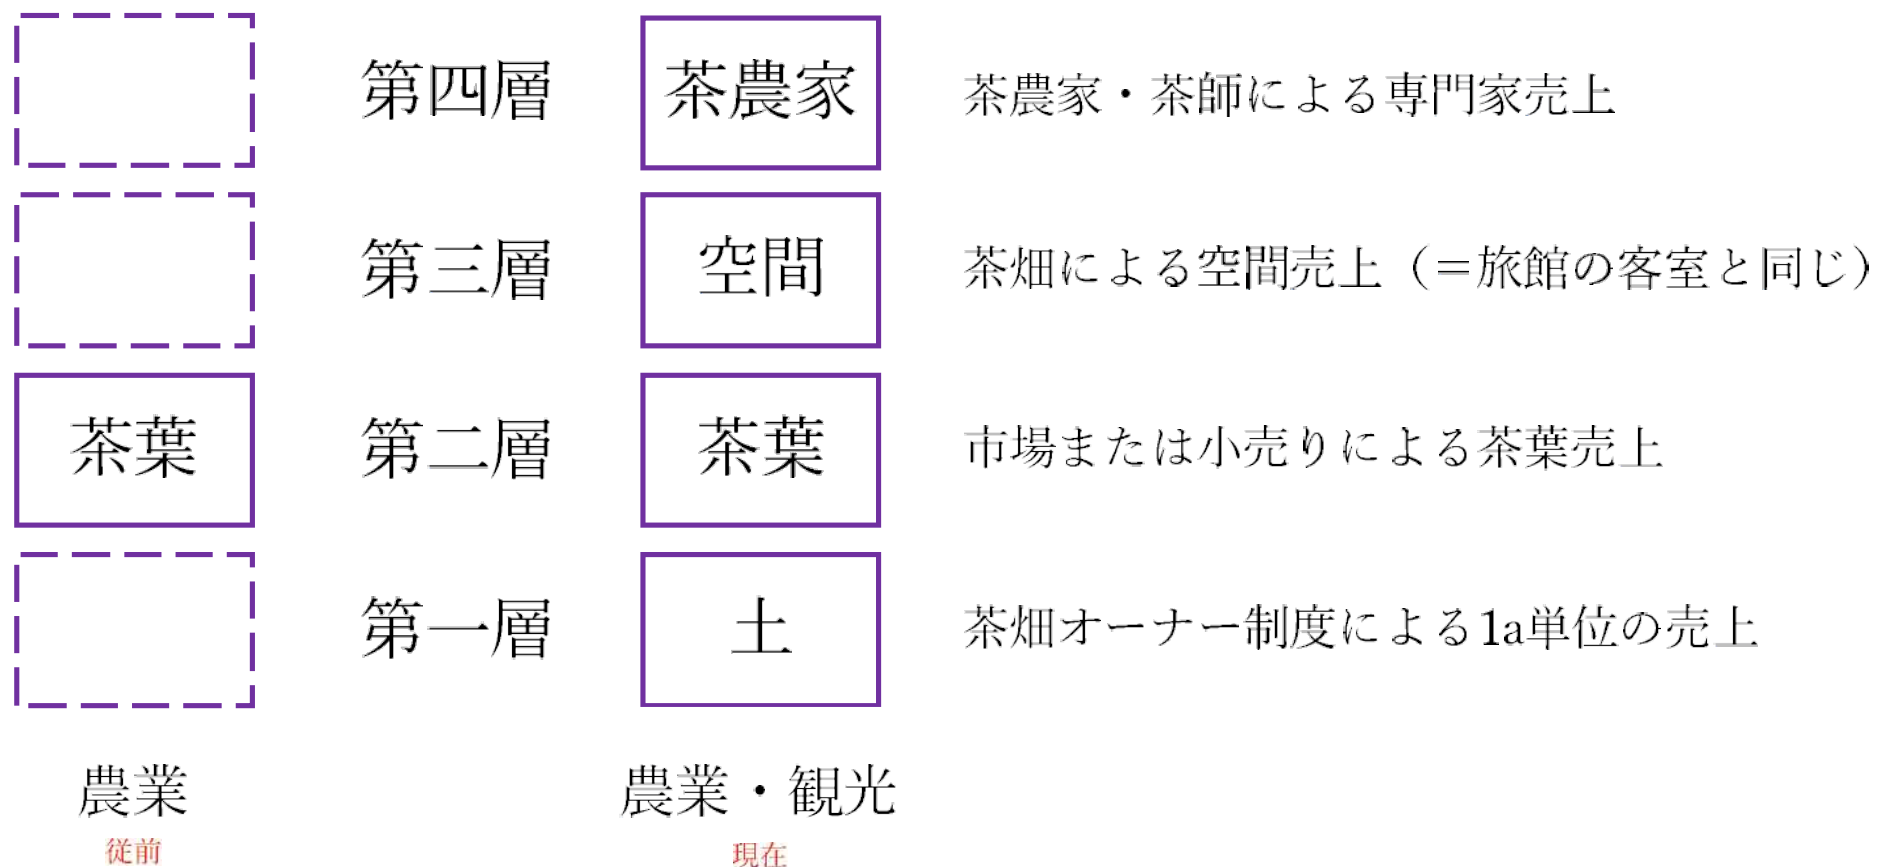 第四層 茶農家 茶農家・茶師による専門家売上
第三層 空間 茶畑による空間売上（＝旅館の客室と同じ）
茶葉 第二層 茶葉 市場または小売りによる茶葉売上
第一層 土 茶畑オーナー制度による1a単位の売上
農業 農業・観光
従前 現在